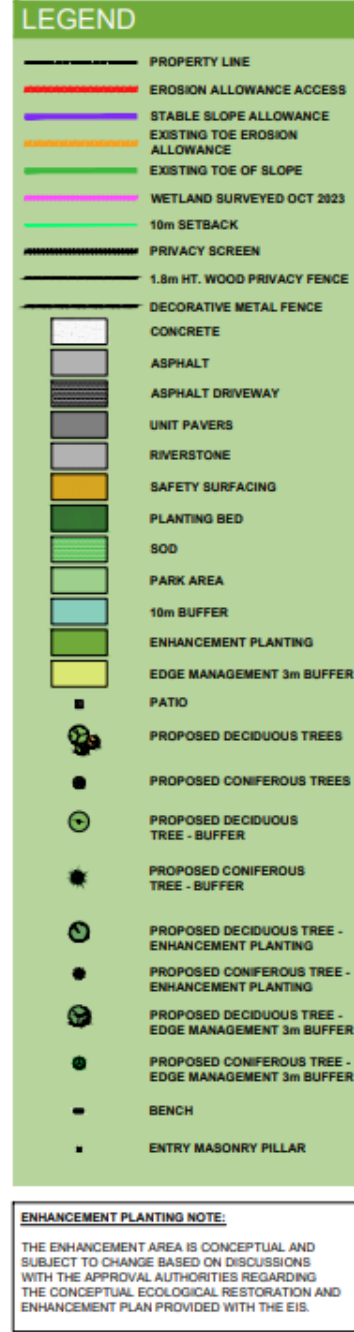 LEGEND
PROPERTY LINE
EROSION ALLOWANCE ACCESS
STABLE SLOPE ALLOWANCE
EXISTING TOE EROSION
ALLOWANCE
EXISTING TOE OF SLOPE
WETLAND SURVEYED OCT 2023
10m SETBACK
PRIVACY SCREEN
1.8m HT. WOOD PRIVACY FENCE
DECORATIVE METAL FENCE
CONCRETE
ASPHALT
ASPHALT DRIVEWAY
UNIT PAVERS
RIVERSTONE
SAFETY SURFACING
PLANTING BED
SOD
PARK AREA
10m BUFFER
ENHANCEMENT PLANTING
EDGE MANAGEMENT 3m BUFFER
PATIO
PROPOSED DECIDUOUS TREES
PROPOSED CONIFEROUS TREES
PROPOSED DECIDUOUS
TREE - BUFFER
PROPOSED CONIFEROUS
TREE - BUFFER
PROPOSED DECIDUOUS TREE -
ENHANCEMENT PLANTING
PROPOSED CONIFEROUS TREE -
ENHANCEMENT PLANTING
PROPOSED DECIDUOUS TREE -
EDGE MANAGEMENT 3m BUFFER
PROPOSED CONIFEROUS TREE -
EDGE MANAGEMENT 3m BUFFER
BENCH
ENTRY MASONRY PILLAR
ENHANCEMENT PLANTING NOTE:
THE ENHANCEMENT AREA IS CONCEPTUAL AND
SUBJECT TO CHANGE BASED ON DISCUSSIONS
WITH THE APPROVAL AUTHORITIES REGARDING
THE CONCEPTUAL ECOLOGICAL RESTORATION AND
ENHANCEMENT PLAN PROVIDED WITH THE EIS.